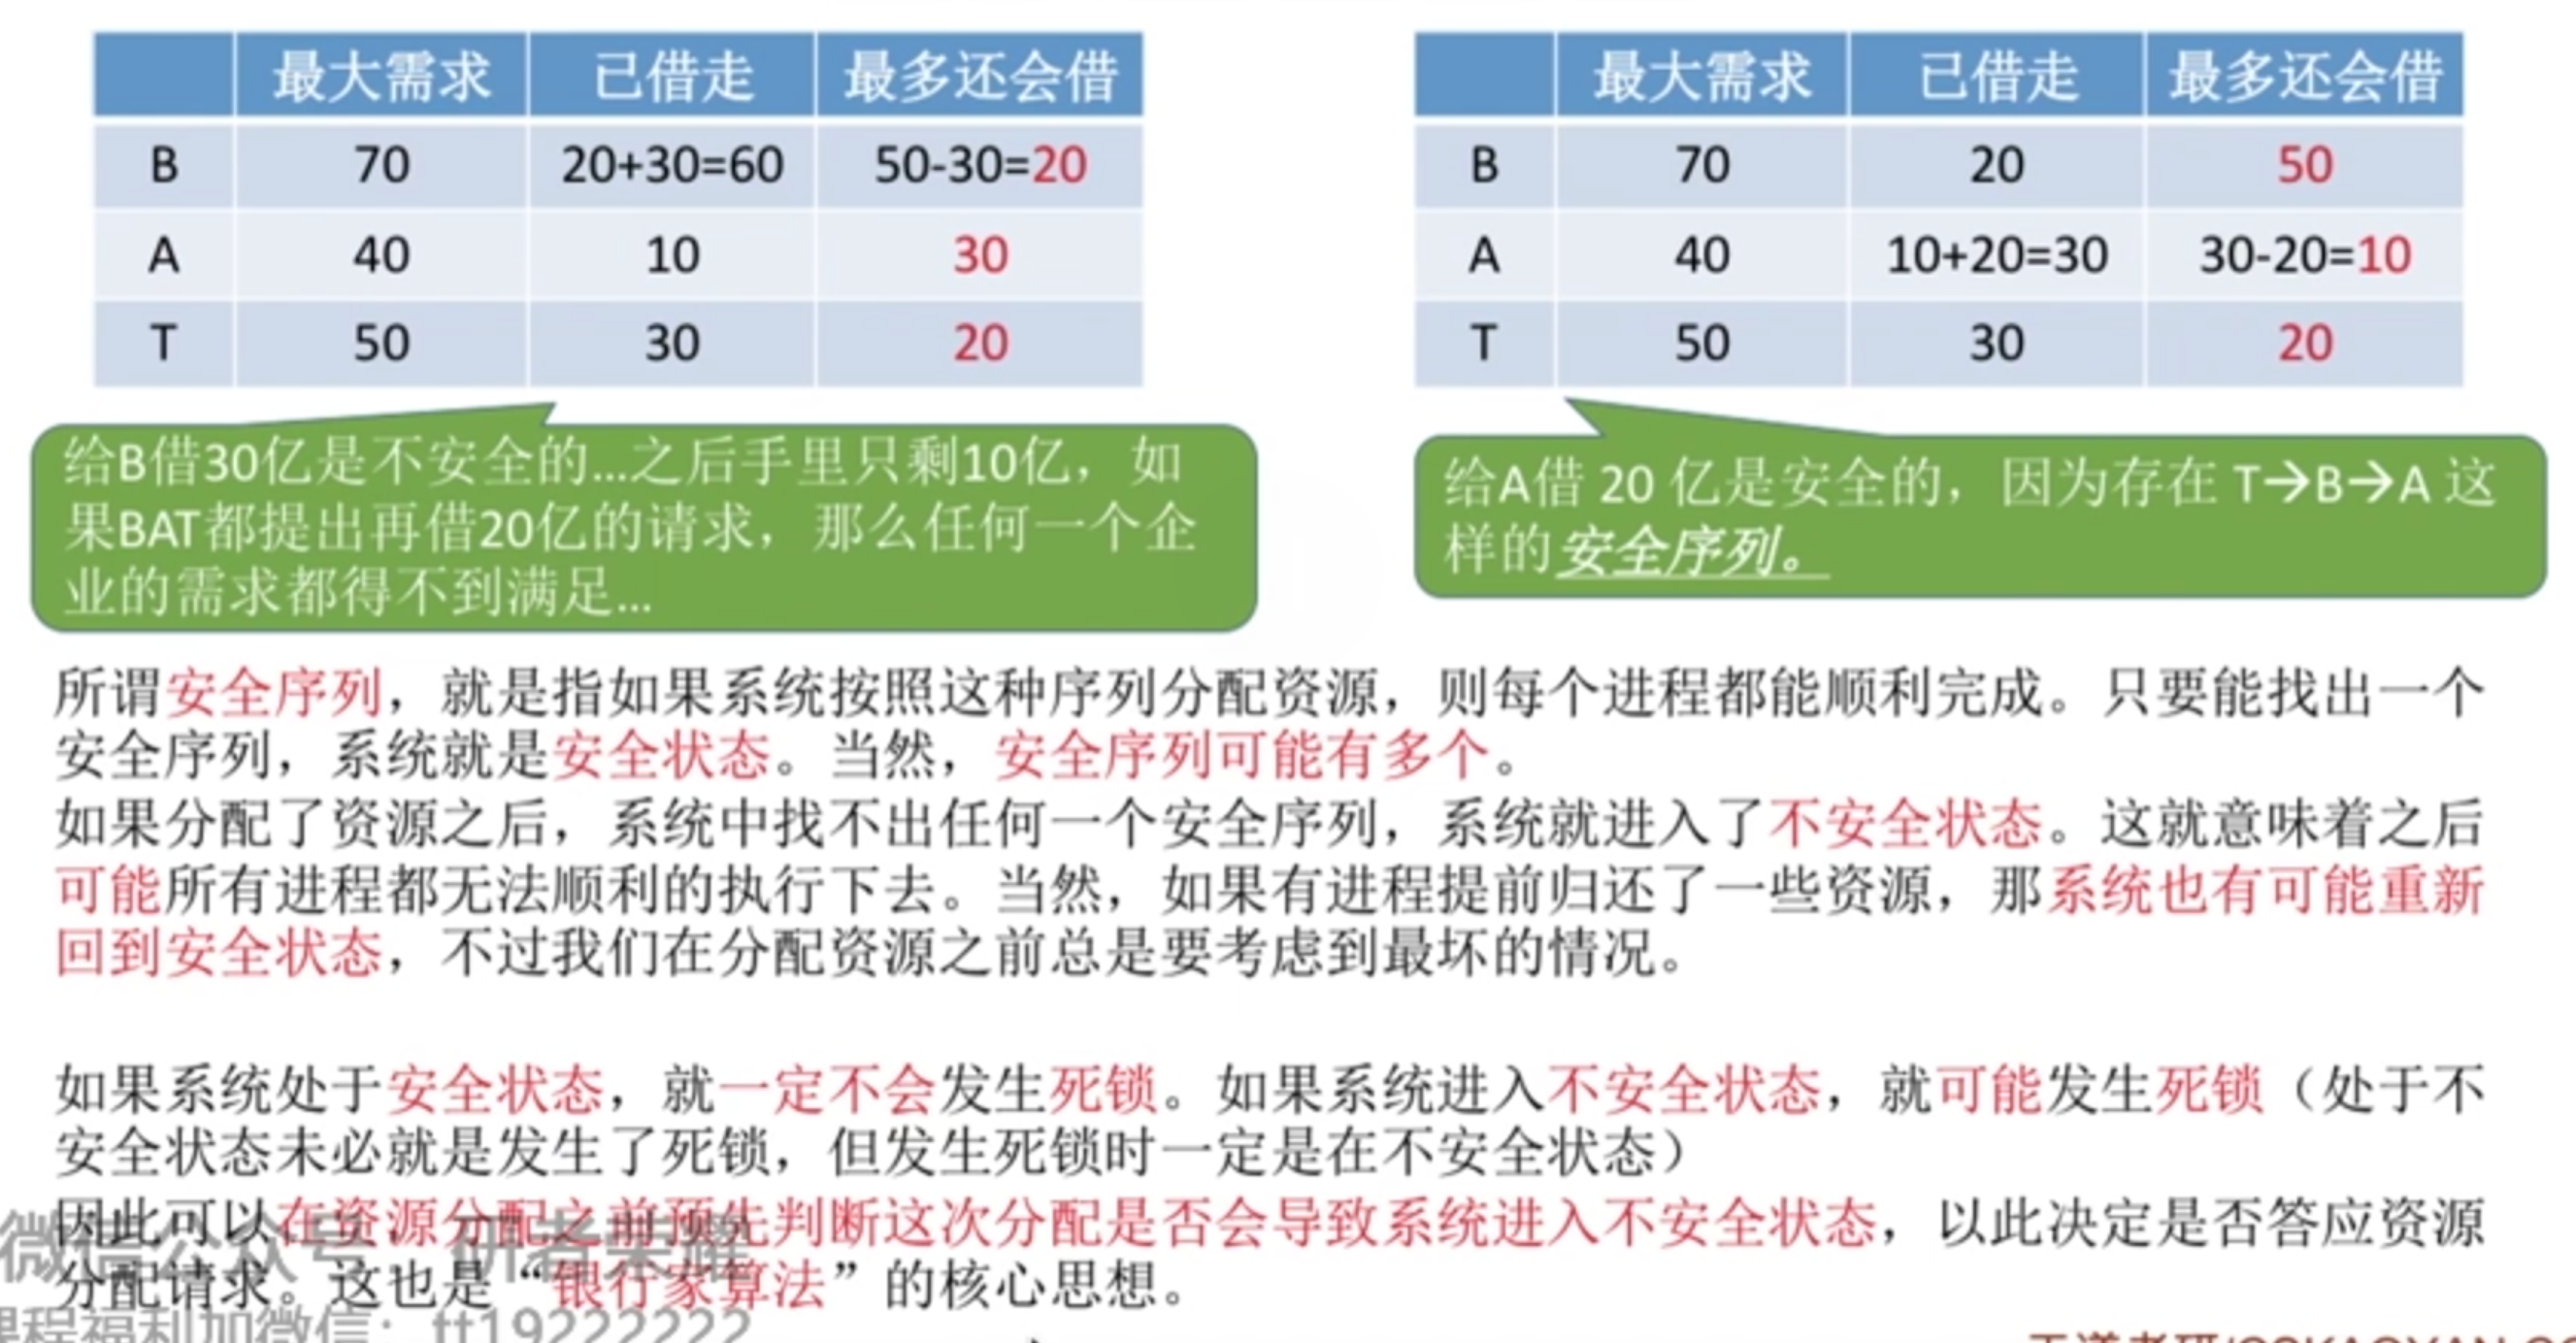 最大需求 已借走 最多还会借
B 70 20+30=60 50-30=20
A 40 10 30
T 50 30 20
最大需求 已借走 最多还会借
B 70 20 50
A 40 10+20=30 30-20=10
T 50 30 20
给B借30亿是不安全的...之后手里只剩10亿，如
果BAT都提出再借20亿的请求，那么任何一个企
业的需求都得不到满足...
给A借 20 亿是安全的，因为存在 T→B→A 这
样的安全序列。
所谓安全序列，就是指如果系统按照这种序列分配资源，则每个进程都能顺利完成。只要能找出一个
安全序列，系统就是安全状态。当然，安全序列可能有多个。
如果分配了资源之后，系统中找不出任何一个安全序列，系统就进入了不安全状态。这就意味着之后
可能所有进程都无法顺利的执行下去。当然，如果有进程提前归还了一些资源，那系统也有可能重新
回到安全状态，不过我们在分配资源之前总是要考虑到最坏的情况。
如果系统处于安全状态，就一定不会发生死锁。如果系统进入不安全状态，就可能发生死锁（处于不
安全状态未必就是发生了死锁，但发生死锁时一定是在不安全状态）
因此可以在资源分配之前预先判断这次分配是否会导致系统进入不安全状态，以此决定是否答应资源
分配请求。这也是“银行家算法”的核心思想。
微信公众号：研者荣耀
课程福利加微信：ft19222222